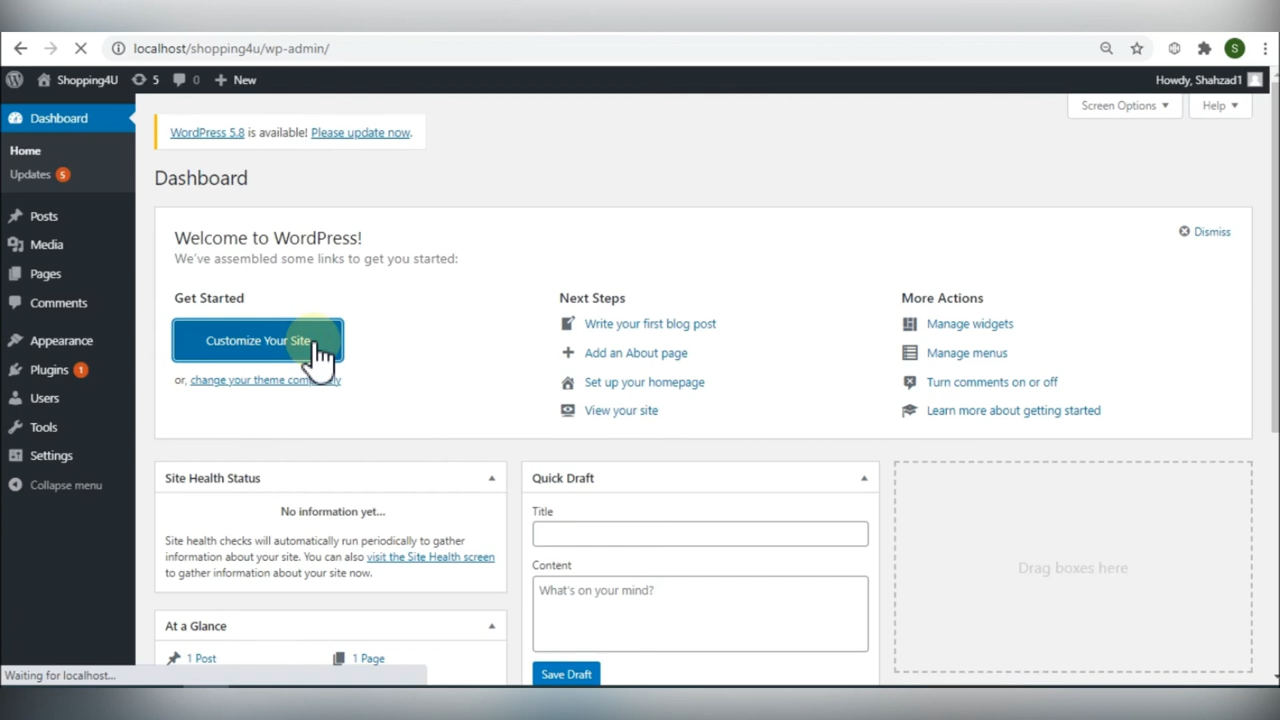 localhost/shopping4u/wp-admin/
S
Shopping4U 5 0 + New
Howdy, Shahzad1
Dashboard
Home
Updates 5
Posts
Media
Pages
Comments
Appearance
Plugins 1
Users
Tools
Settings
Collapse menu
Screen Options ▼
Help ▼
WordPress 5.8 is available! Please update now.
Dashboard
Welcome to WordPress!
We've assembled some links to get you started:
Dismiss
Get Started
Customize Your Site
or, change your theme completely
Next Steps
Write your first blog post
Add an About page
Set up your homepage
View your site
More Actions
Manage widgets
Manage menus
Turn comments on or off
Learn more about getting started
Site Health Status
No information yet...
Site health checks will automatically run periodically to gather
information about your site. You can also visit the Site Health screen
to gather information about your site now.
At a Glance
1 Post
1 Page
Quick Draft
Title
Content
What's on your mind?
Save Draft
Drag boxes here
Waiting for localhost...